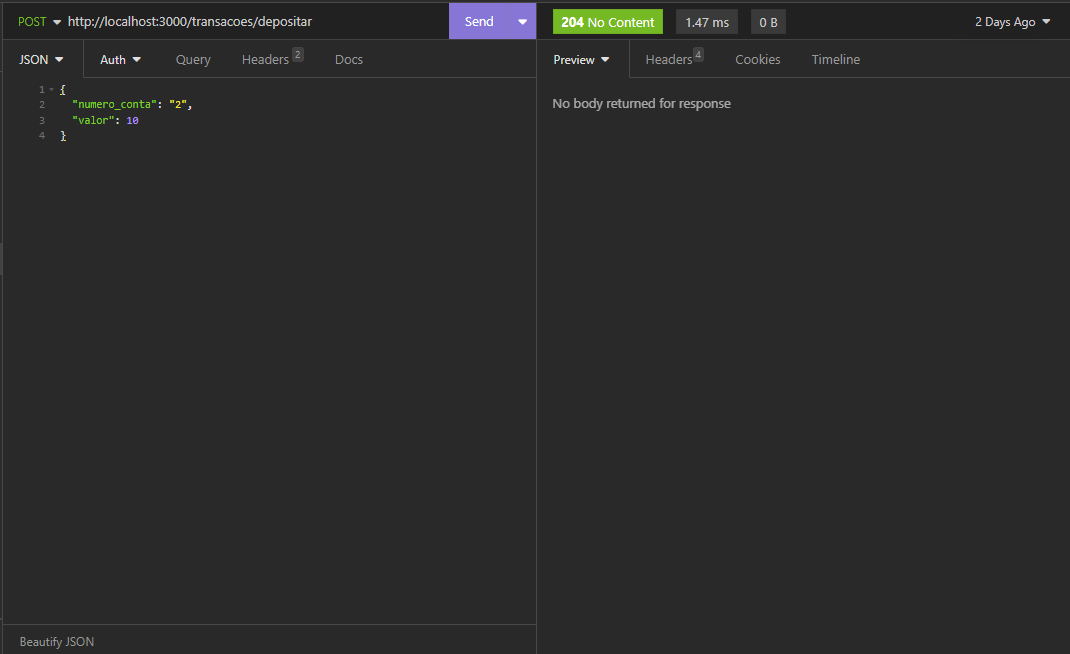 POST http://localhost:3000/transacoes/depositar Send 204 No Content 1.47 ms 0 B 2 Days Ago
JSON Auth Query Headers 2 Docs Preview Headers 4 Cookies Timeline
1 {
2 "numero_conta": "2",
3 "valor": 10
4 }
No body returned for response
Beautify JSON